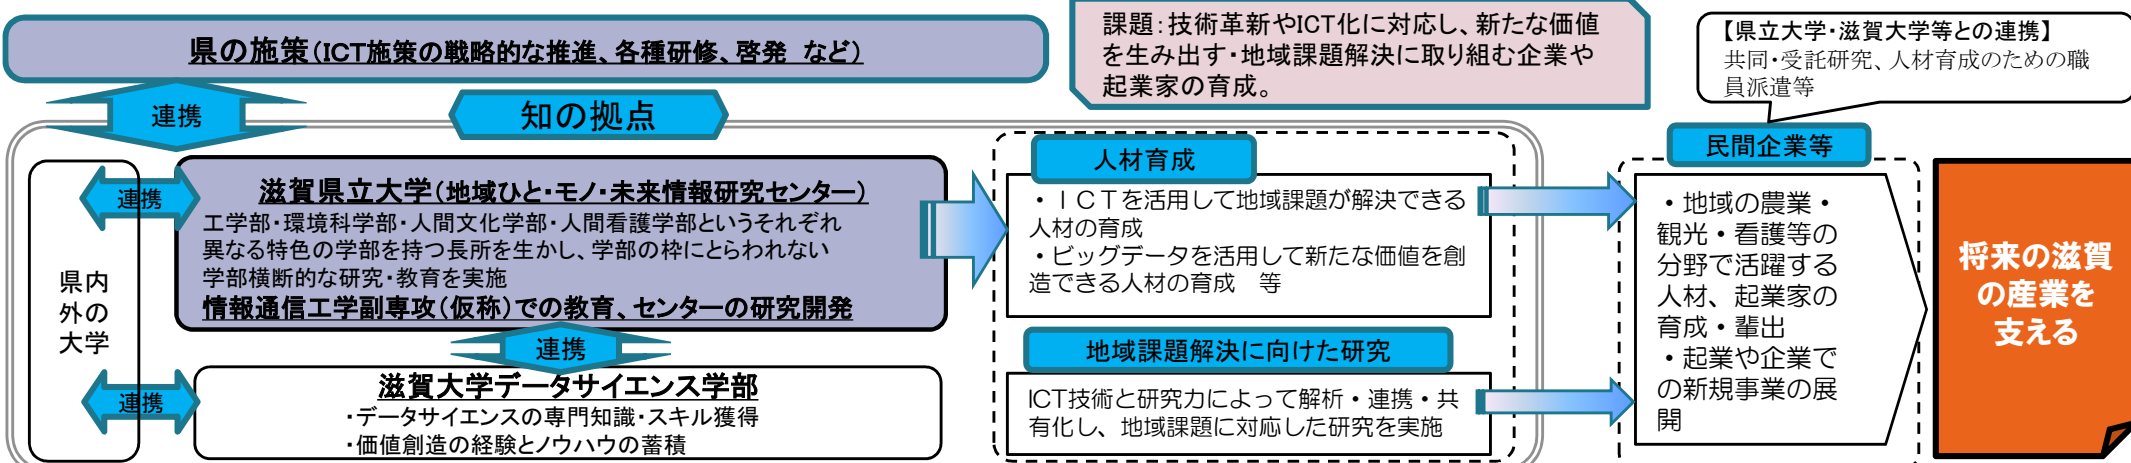 県の施策(ICT施策の戦略的な推進、各種研修、啓発 など)
課題:技術革新やICT化に対応し、新たな価値
を生み出す・地域課題解決に取り組む企業や
起業家の育成。
【県立大学・滋賀大学等との連携】
共同・受託研究、人材育成のための職
員派遣等
連携
知の拠点
県内
外の
大学
連携
滋賀県立大学(地域ひと・モノ・未来情報研究センター)
工学部・環境科学部・人間文化学部・人間看護学部というそれぞれ
異なる特色の学部を持つ長所を生かし、学部の枠にとらわれない
学部横断的な研究・教育を実施
情報通信工学副専攻(仮称)での教育、センターの研究開発
連携
連携
滋賀大学データサイエンス学部
・データサイエンスの専門知識・スキル獲得
・価値創造の経験とノウハウの蓄積
人材育成
・ICTを活用して地域課題が解決できる
人材の育成
・ビッグデータを活用して新たな価値を創
造できる人材の育成 等
地域課題解決に向けた研究
ICT技術と研究力によって解析・連携・共
有化し、地域課題に対応した研究を実施
民間企業等
・地域の農業・
観光・看護等の
分野で活躍する
人材、起業家の
育成・輩出
・起業や企業で
の新規事業の展
開
将来の滋賀
の産業を
支える